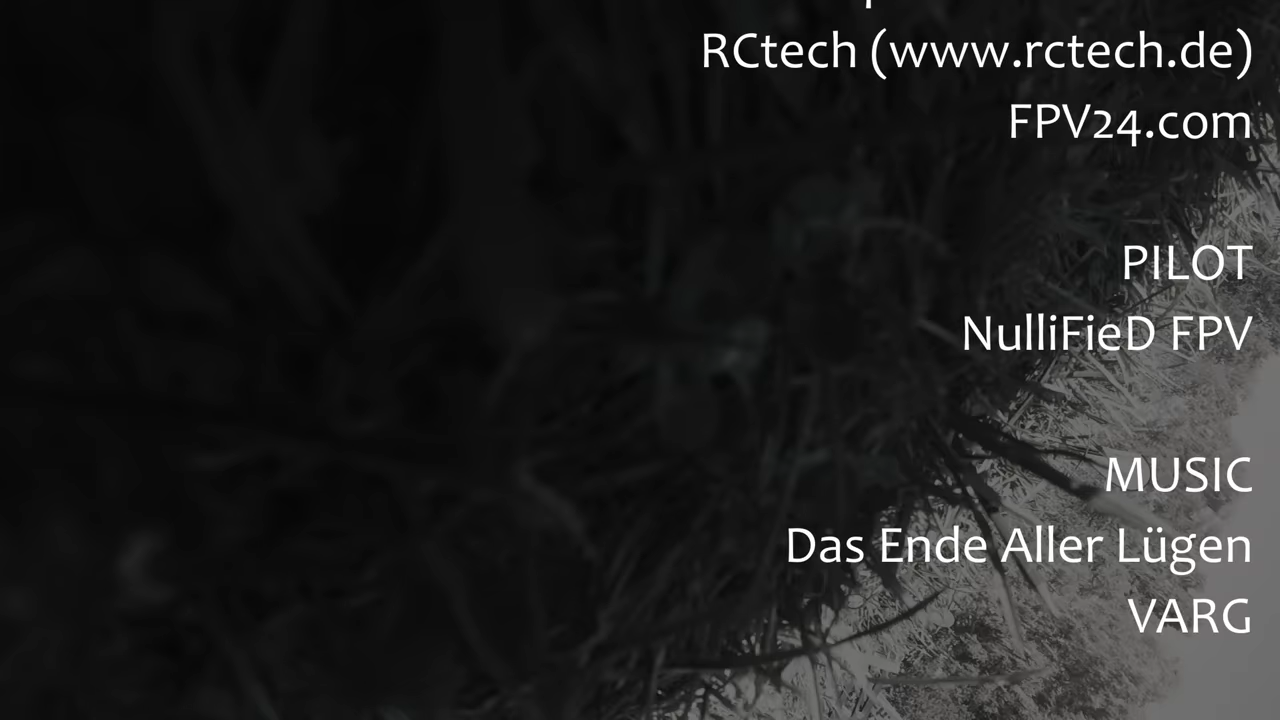 RCtech (www.rctech.de)
FPV24.com
PILOT
NulliFieD FPV
MUSIC
Das Ende Aller Lügen
VARG